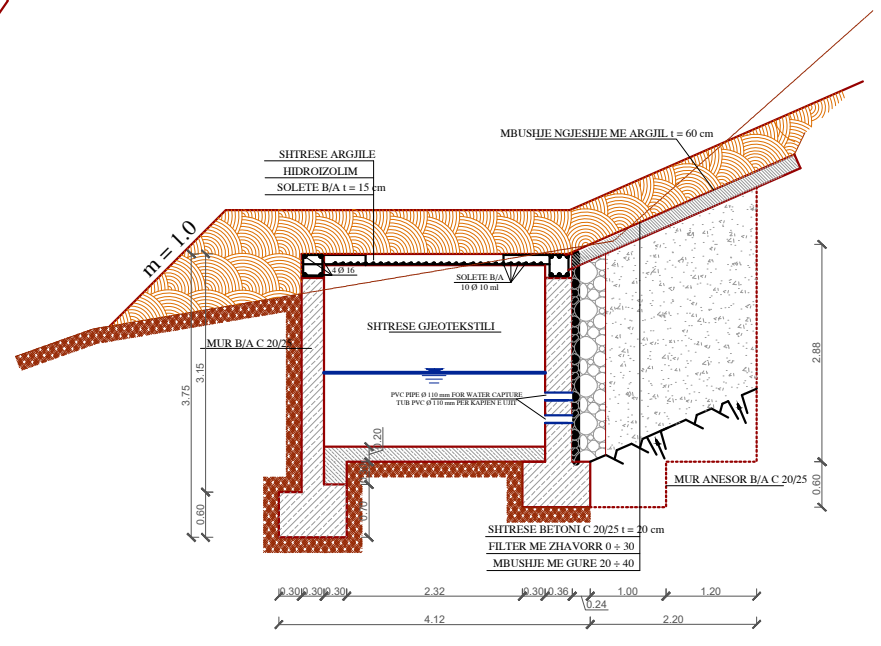 MBUSHJE NGJESHJE ME ARGJIL t = 60 cm
SHTRESE ARGJILE
HIDROIZOLIM
SOLETE B/A t = 15 cm
m = 1.0
4 Ø 16
SOLETE B/A
10 Ø 10 ml
SHTRESE GJEOTEKSTILI
MUR B/A C 20/25
2.88
3.15
3.75
PVC PIPE Ø 110 mm FOR WATER CAPTURE
TUB PVC Ø 110 mm PER KAPJEN E UJIT
0.20
0.70
0.60
0.60
MUR ANESOR B/A C 20/25
SHTRESE BETONI C 20/25 t = 20 cm
FILTER ME ZHAVORR 0 ÷ 30
MBUSHJE ME GURE 20 ÷ 40
0.30 0.30 0.30 2.32 0.30 0.36 1.00 1.20
0.24
4.12 2.20